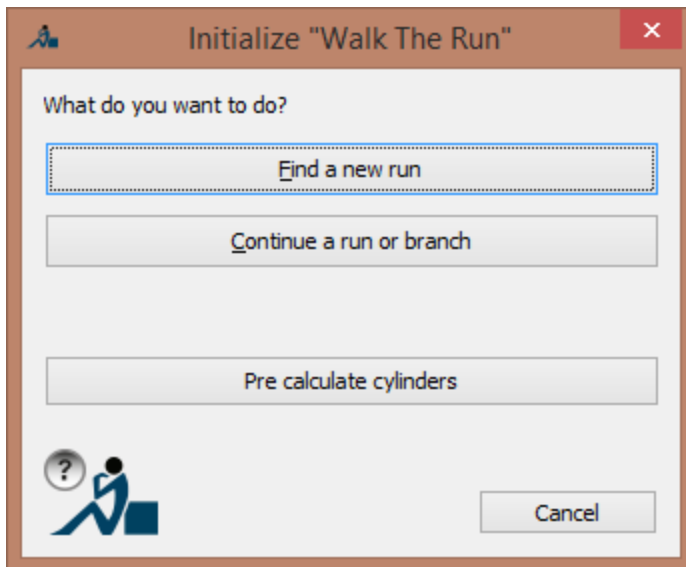 Initialize "Walk The Run"
What do you want to do?
Find a new run
Continue a run or branch
Pre calculate cylinders
?
Cancel